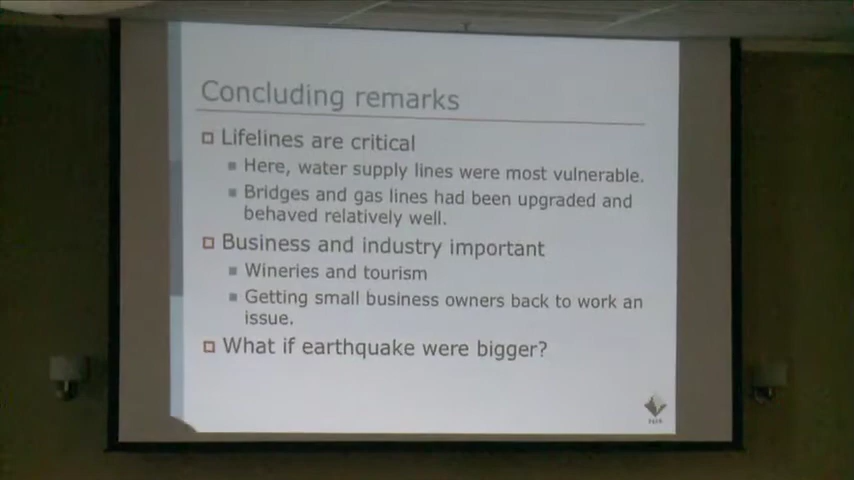 Concluding remarks
Lifelines are critical
Here, water supply lines were most vulnerable.
Bridges and gas lines had been upgraded and
behaved relatively well.
Business and industry important
Wineries and tourism
Getting small business owners back to work an
issue.
What if earthquake were bigger?